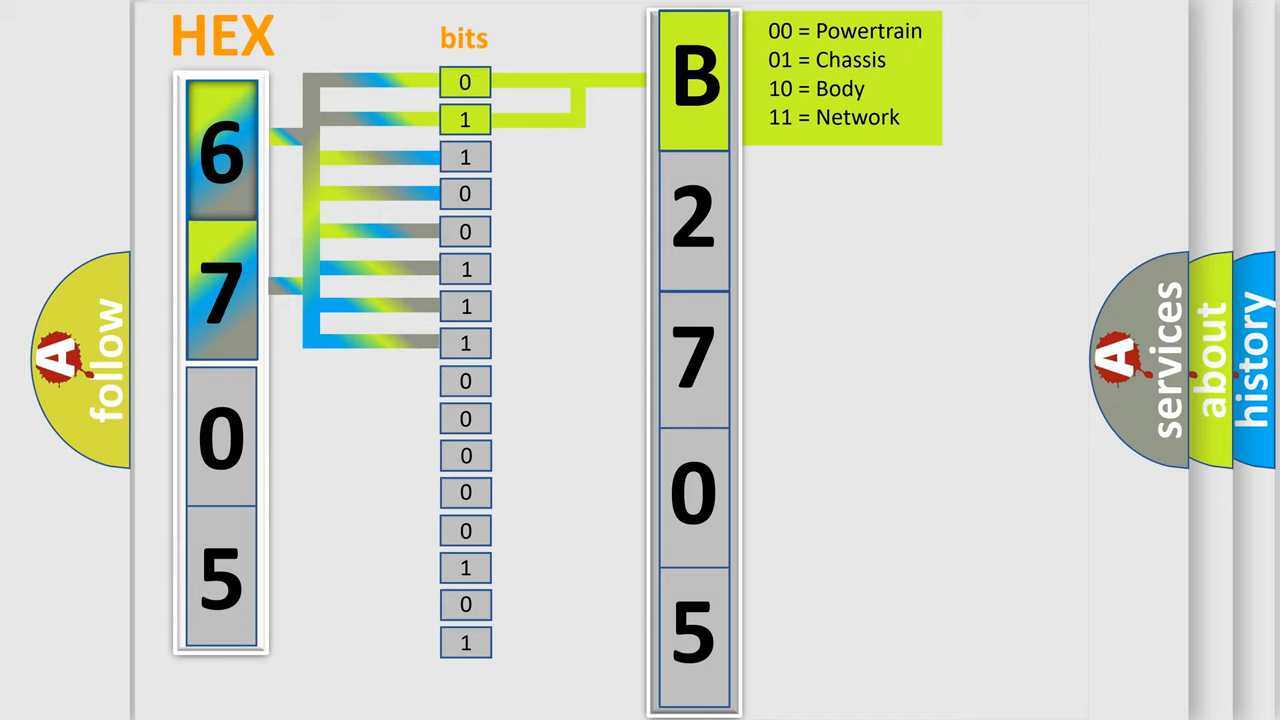 HEX
bits
6
7
0
5
0
1
1
0
0
1
1
1
0
0
0
0
0
1
0
1
B
2
7
0
5
00 = Powertrain
01 = Chassis
10 = Body
11 = Network
A
follow
A
services
about
history